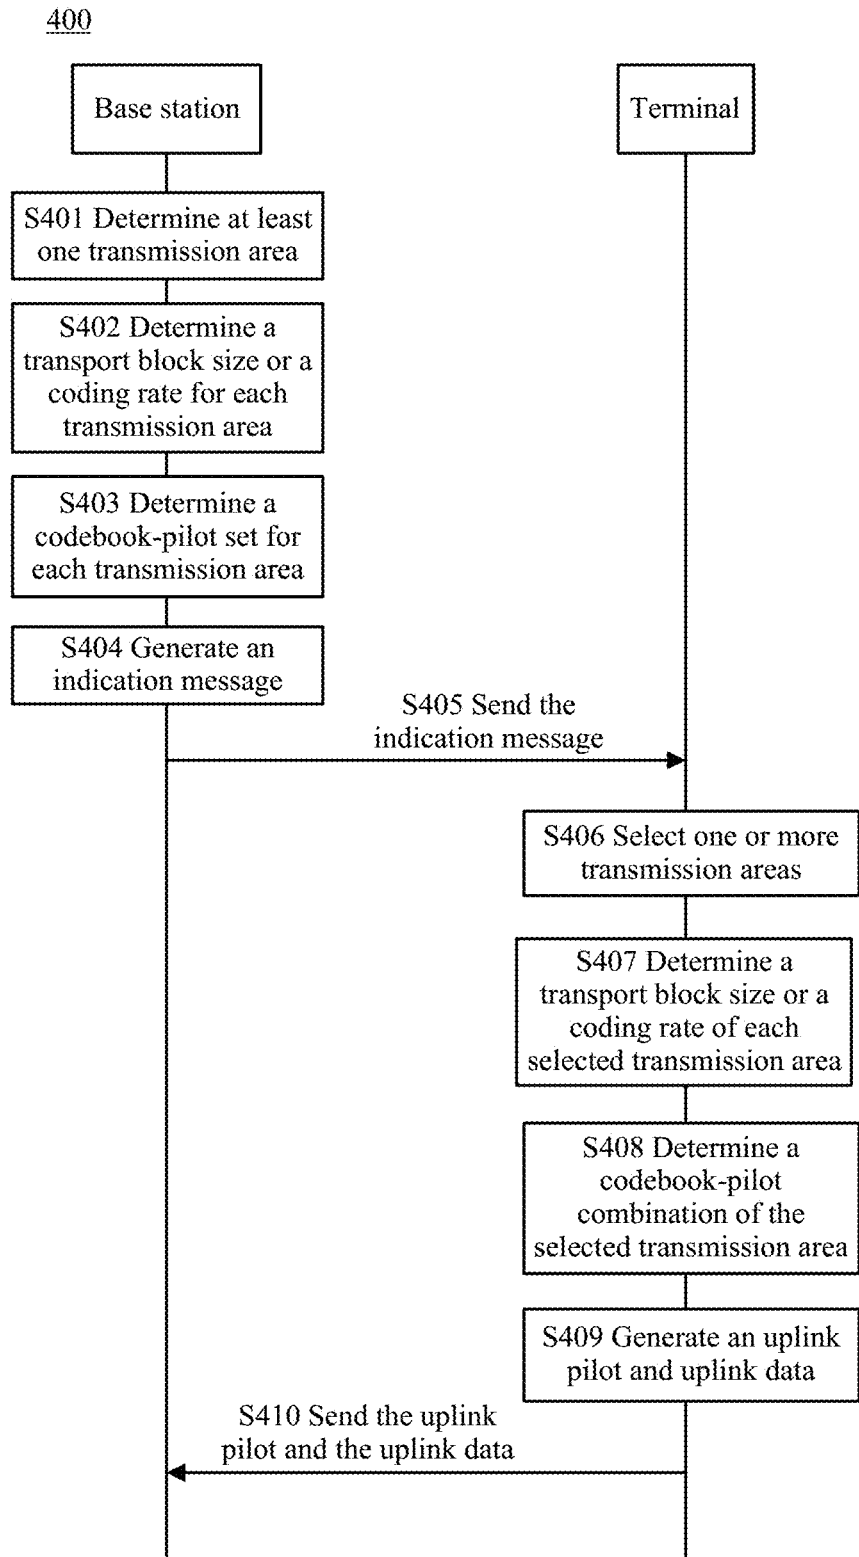 400
Base station
Terminal
S401 Determine at least
one transmission area
S402 Determine a
transport block size or a
coding rate for each
transmission area
S403 Determine a
codebook-pilot set for
each transmission area
S404 Generate an
indication message
S405 Send the
indication message
S406 Select one or more
transmission areas
S407 Determine a
transport block size or a
coding rate of each
selected transmission area
S408 Determine a
codebook-pilot
combination of the
selected transmission area
S409 Generate an uplink
pilot and uplink data
S410 Send the uplink
pilot and the uplink data